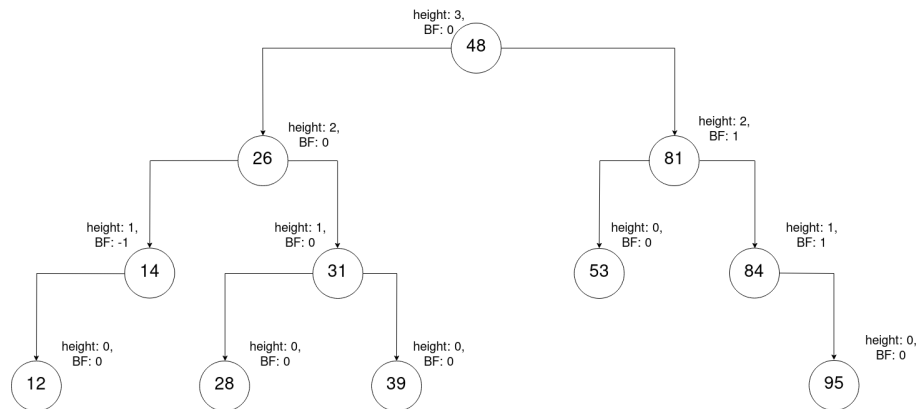 height: 3,
BF: 0
48
height: 2,
BF: 0
26
height: 2,
BF: 1
81
height: 1,
BF: -1
14
height: 1,
BF: 0
31
height: 0,
BF: 0
53
height: 1,
BF: 1
84
height: 0,
BF: 0
12
height: 0,
BF: 0
28
height: 0,
BF: 0
39
height: 0,
BF: 0
95